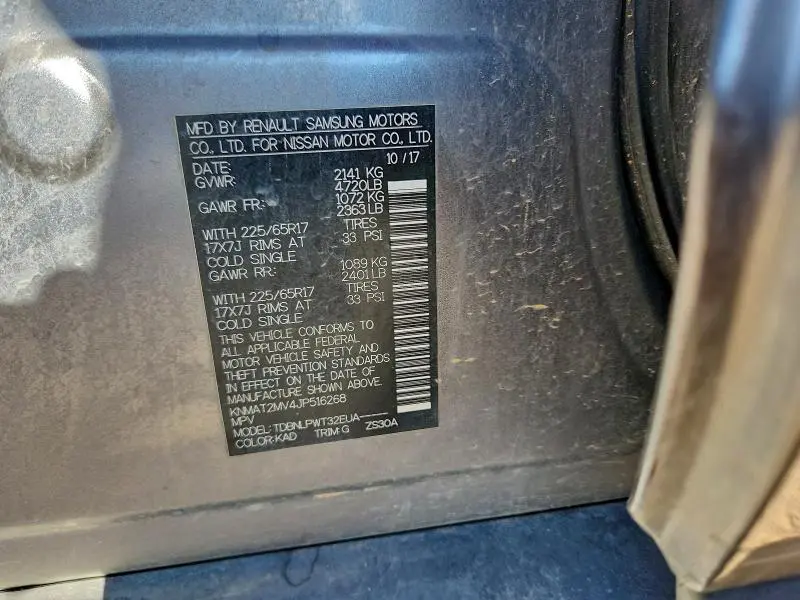 MFD BY RENAULT SAMSUNG MOTORS
CO., LTD. FOR NISSAN MOTOR CO., LTD.
DATE: 10 / 17
GVWR: 2141 KG
4720LB
GAWR FR: 1072 KG
2363LB
WITH 225/65R17 TIRES
17X7J RIMS AT 33 PSI
COLD SINGLE
GAWR RR: 1089 KG
2401LB
WITH 225/65R17 TIRES
17X7J RIMS AT 33 PSI
COLD SINGLE
THIS VEHICLE CONFORMS TO
ALL APPLICABLE FEDERAL
MOTOR VEHICLE SAFETY AND
THEFT PREVENTION STANDARDS
IN EFFECT ON THE DATE OF
MANUFACTURE SHOWN ABOVE.
KNMAT2MV4JP516268
MPV
MODEL: TDBNLPWT32EUA-----
COLOR:KAD TRIM:G ZS30A